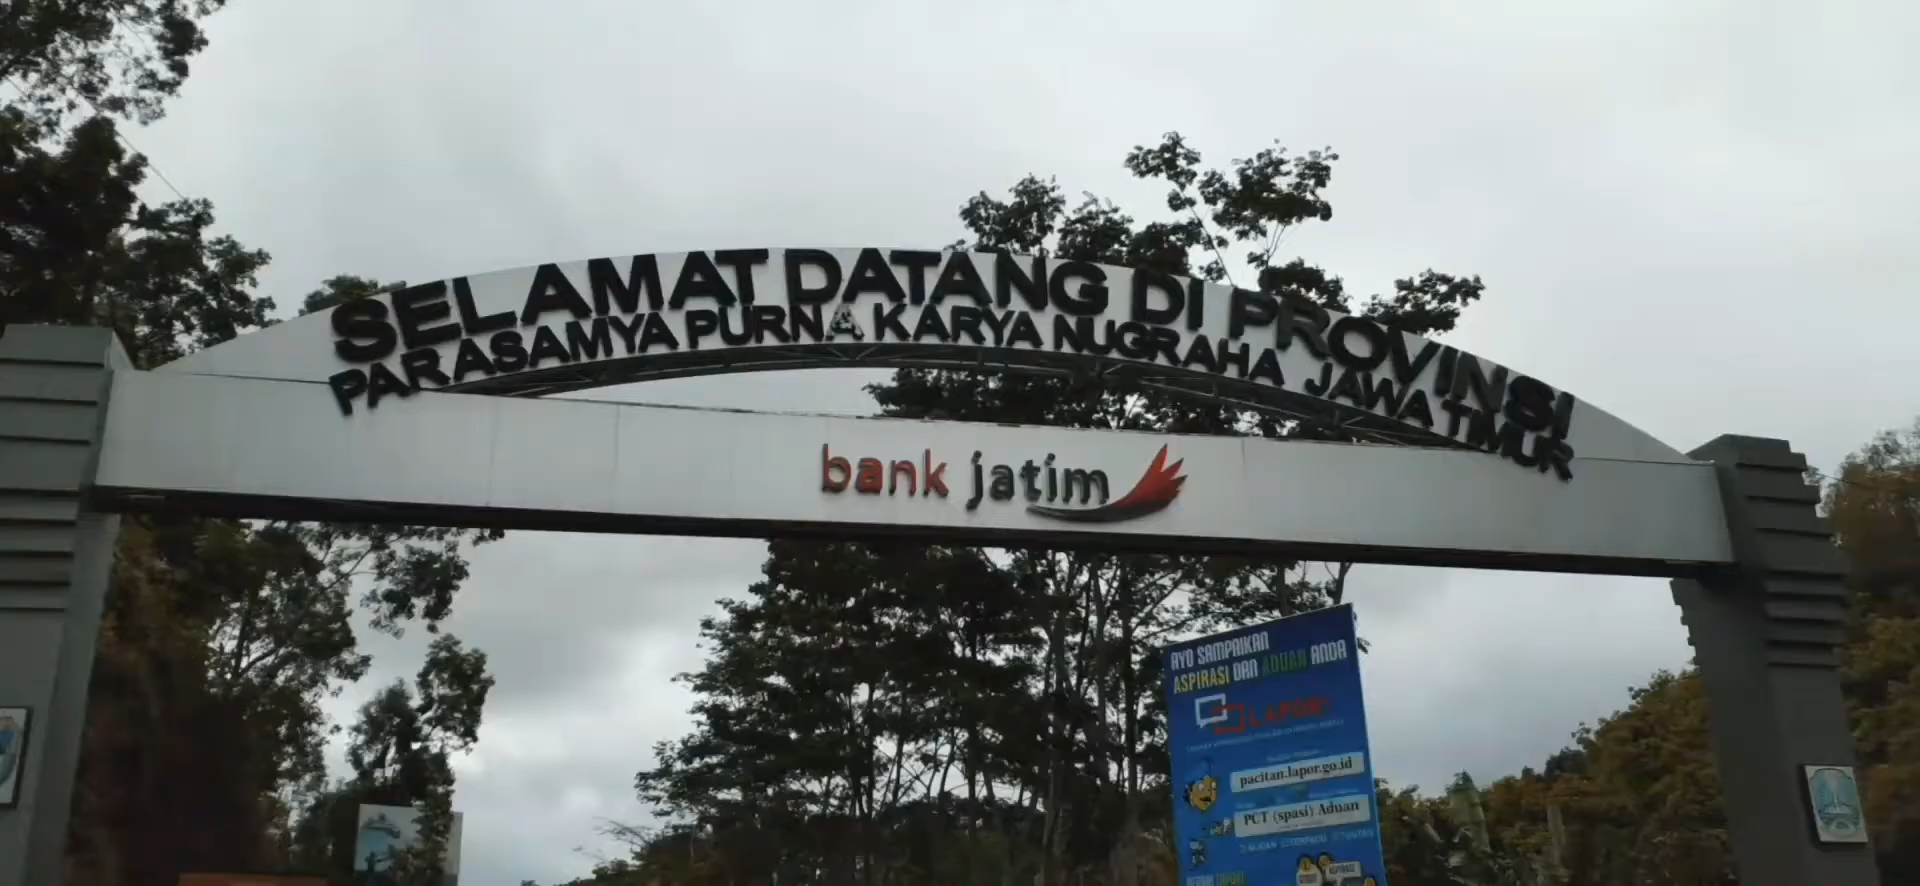 SELAMAT DATANG DI PROVINSI
PARASAMYA PURNA KARYA NUGRAHA JAWA TIMUR
bank jatim
AYO SAMPAIKAN
ASPIRASI DAN ADUAN ANDA
LAPOR!
pacitan.lapor.go.id
PCT (spasi) Aduan